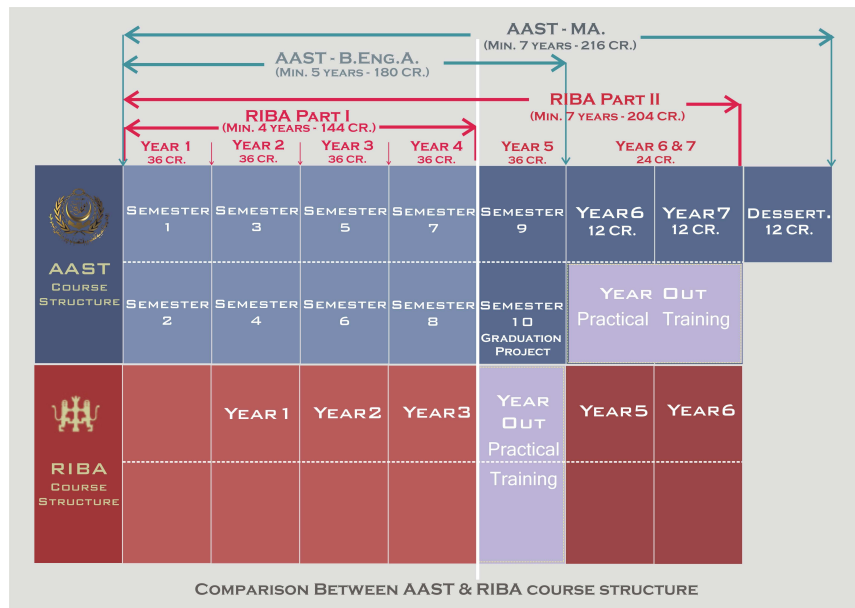 AAST - MA.
(Min. 7 years - 216 CR.)
AAST - B.Eng.A.
(Min. 5 years - 180 CR.)
RIBA Part II
(Min. 7 years - 204 CR.)
RIBA Part I
(Min. 4 years - 144 CR.)
Year 1
36 CR.
Year 2
36 CR.
Year 3
36 CR.
Year 4
36 CR.
Year 5
36 CR.
Year 6 & 7
24 CR.
AAST
Course
Structure
Semester
1
Semester
3
Semester
5
Semester
7
Semester
9
Year6
12 CR.
Year7
12 CR.
Dessert.
12 CR.
Semester
2
Semester
4
Semester
6
Semester
8
Semester
10
Graduation
Project
Year Out
Practical Training
RIBA
Course
Structure
Year 1
Year2
Year3
Year
Out
Practical
Training
Year5
Year6
Comparison Between AAST & RIBA course structure